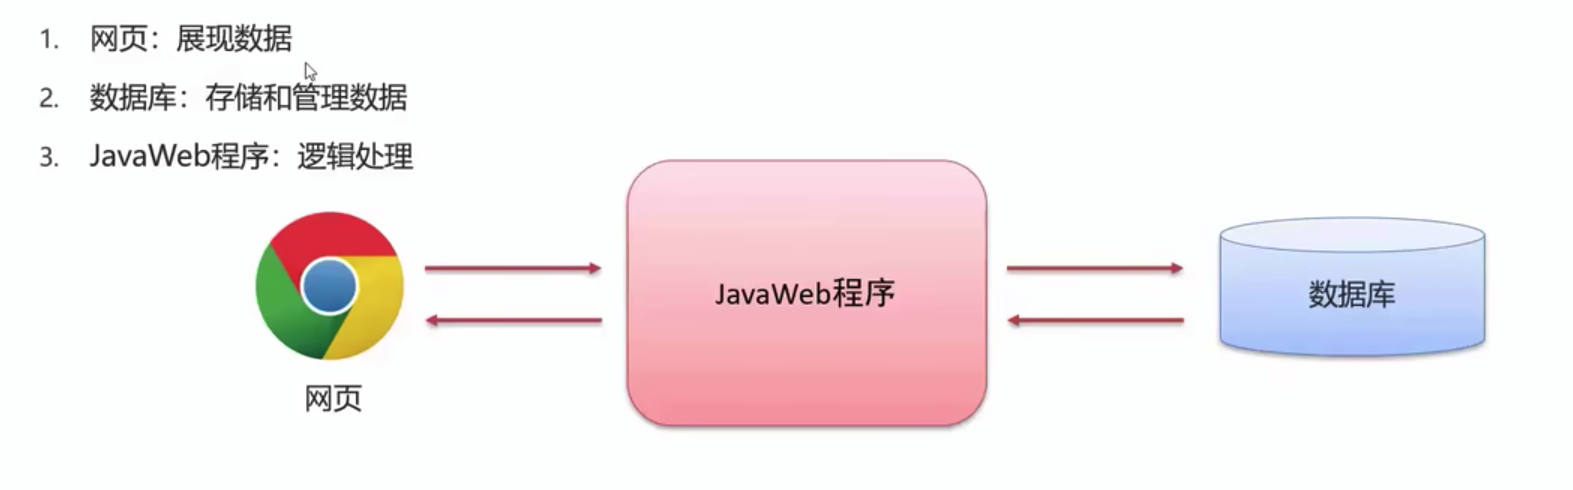 1. 网页：展现数据
2. 数据库：存储和管理数据
3. JavaWeb程序：逻辑处理
JavaWeb程序
数据库
网页